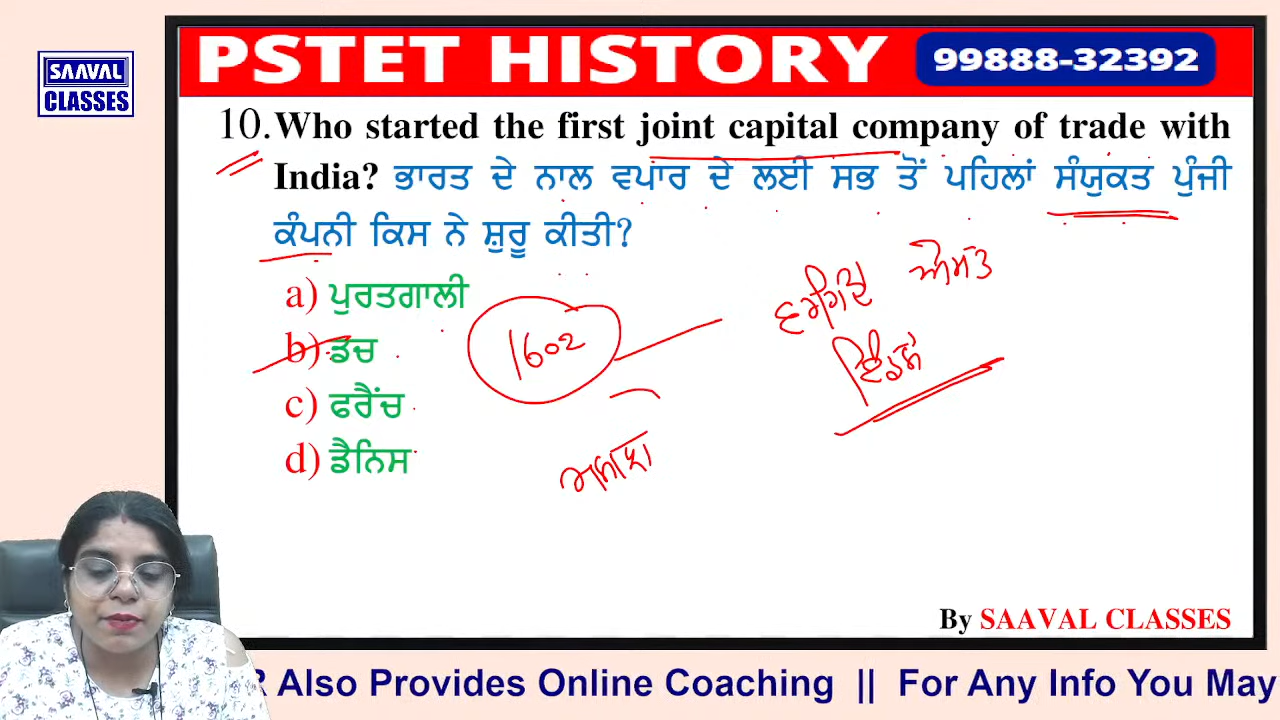 SAAVAL
CLASSES
PSTET HISTORY
99888-32392
10. Who started the first joint capital company of trade with
India? ਭਾਰਤ ਦੇ ਨਾਲ ਵਪਾਰ ਦੇ ਲਈ ਸਭ ਤੋਂ ਪਹਿਲਾਂ ਸੰਯੁਕਤ ਪੁੰਜੀ
ਕੰਪਨੀ ਕਿਸ ਨੇ ਸ਼ੁਰੂ ਕੀਤੀ?
a) ਪੁਰਤਗਾਲੀ
b) ਡੱਚ
c) ਫਰੈਂਚ
d) ਡੈਨਿਸ
1602
By SAAVAL CLASSES
R Also Provides Online Coaching || For Any Info You May